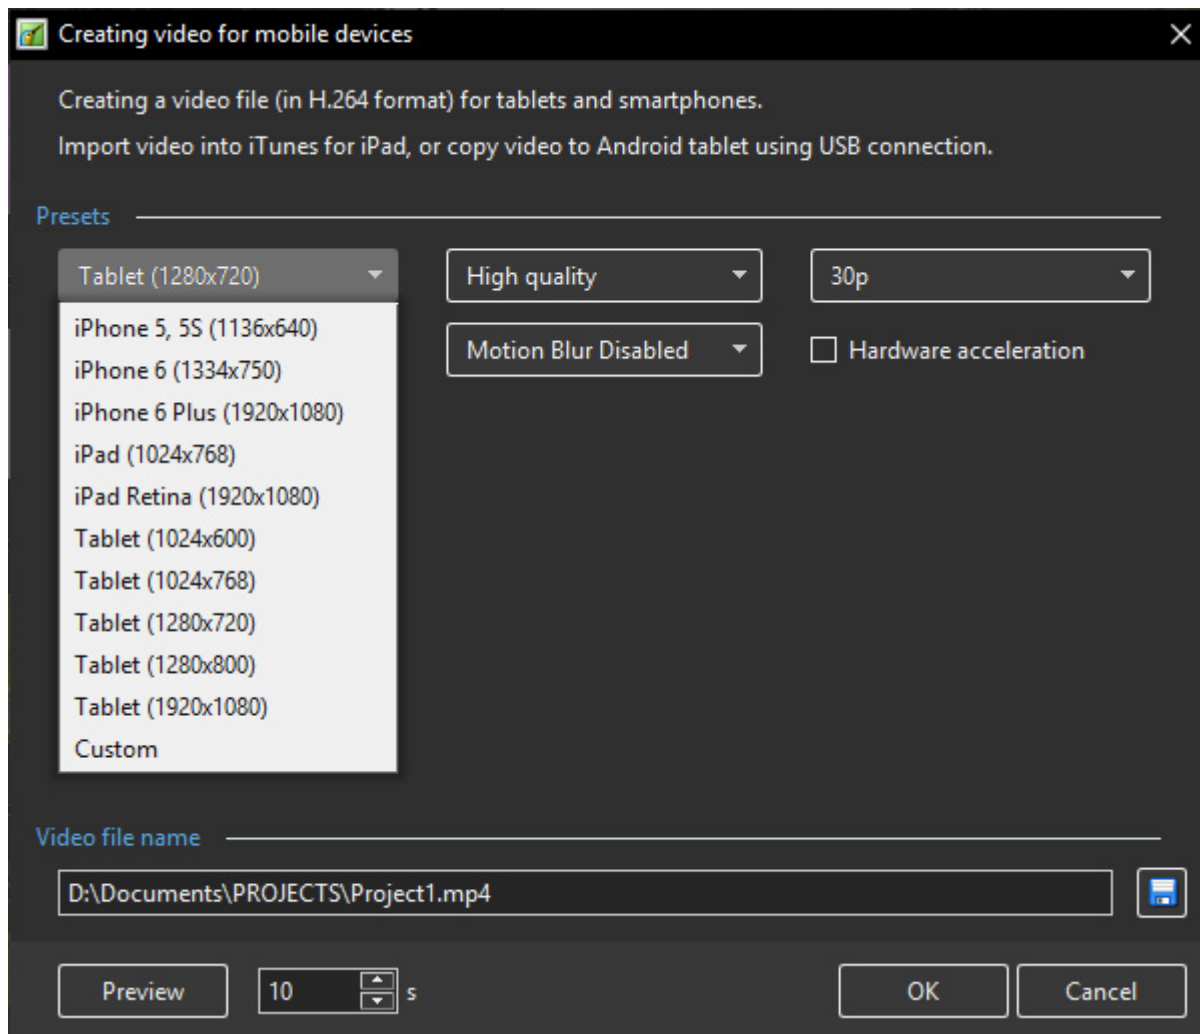 Creating video for mobile devices
Creating a video file (in H.264 format) for tablets and smartphones.
Import video into iTunes for iPad, or copy video to Android tablet using USB connection.
Presets
Tablet (1280x720)
High quality
30p
iPhone 5, 5S (1136x640)
Motion Blur Disabled
Hardware acceleration
iPhone 6 (1334x750)
iPhone 6 Plus (1920x1080)
iPad (1024x768)
iPad Retina (1920x1080)
Tablet (1024x600)
Tablet (1024x768)
Tablet (1280x720)
Tablet (1280x800)
Tablet (1920x1080)
Custom
Video file name
D:\Documents\PROJECTS\Project1.mp4
Preview
10
s
OK
Cancel